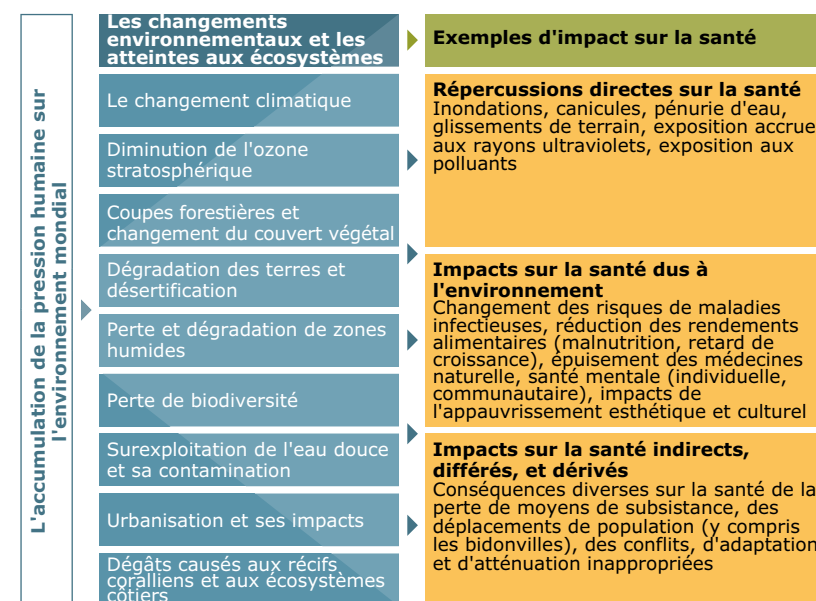 L'accumulation de la pression humaine sur
l'environnement mondial
Les changements
environnementaux et les
atteintes aux écosystèmes
Le changement climatique
Diminution de l'ozone
stratosphérique
Coupes forestières et
changement du couvert végétal
Dégradation des terres et
désertification
Perte et dégradation de zones
humides
Perte de biodiversité
Surexploitation de l'eau douce
et sa contamination
Urbanisation et ses impacts
Dégâts causés aux récifs
coralliens et aux écosystèmes
côtiers
Exemples d'impact sur la santé
Répercussions directes sur la santé
Inondations, canicules, pénurie d'eau,
glissements de terrain, exposition accrue
aux rayons ultraviolets, exposition aux
polluants
Impacts sur la santé dus à
l'environnement
Changement des risques de maladies
infectieuses, réduction des rendements
alimentaires (malnutrition, retard de
croissance), épuisement des médecines
naturelle, santé mentale (individuelle,
communautaire), impacts de
l'appauvrissement esthétique et culturel
Impacts sur la santé indirects,
différés, et dérivés
Conséquences diverses sur la santé de la
perte de moyens de subsistance, des
déplacements de population (y compris
les bidonvilles), des conflits, d'adaptation
et d'atténuation inappropriées